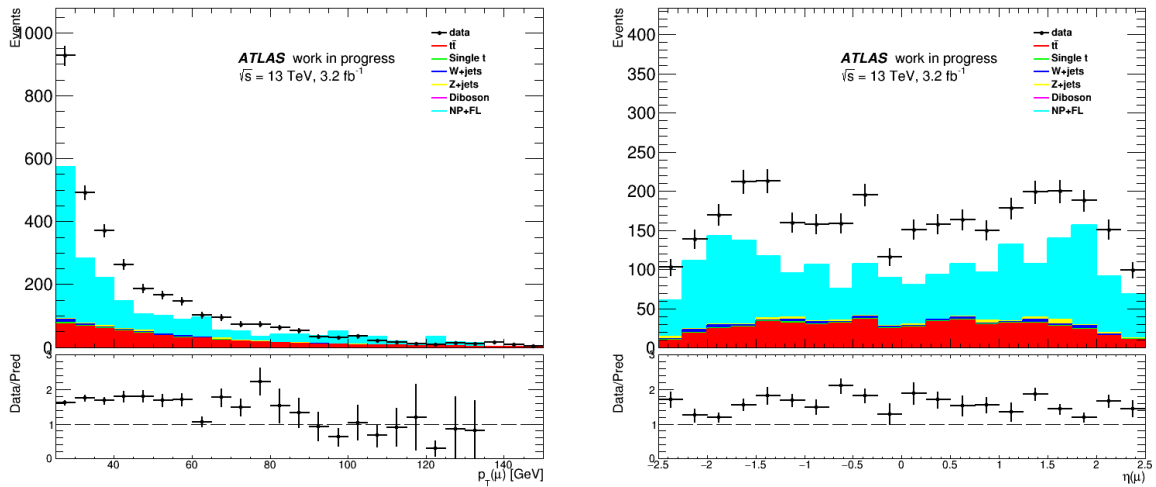 Events
1000
800
600
400
200
0
ATLAS work in progress
√s = 13 TeV, 3.2 fb⁻¹
data
tt̄
Single t
W+jets
Z+jets
Diboson
NP+FL
Data/Pred
3
2
1
0
40 60 80 100 120 140
p_T(μ) [GeV]
Events
400
350
300
250
200
150
100
50
0
ATLAS work in progress
√s = 13 TeV, 3.2 fb⁻¹
data
tt̄
Single t
W+jets
Z+jets
Diboson
NP+FL
Data/Pred
3
2
1
0
−2.5 −2 −1.5 −1 −0.5 0 0.5 1 1.5 2 2.5
η(μ)